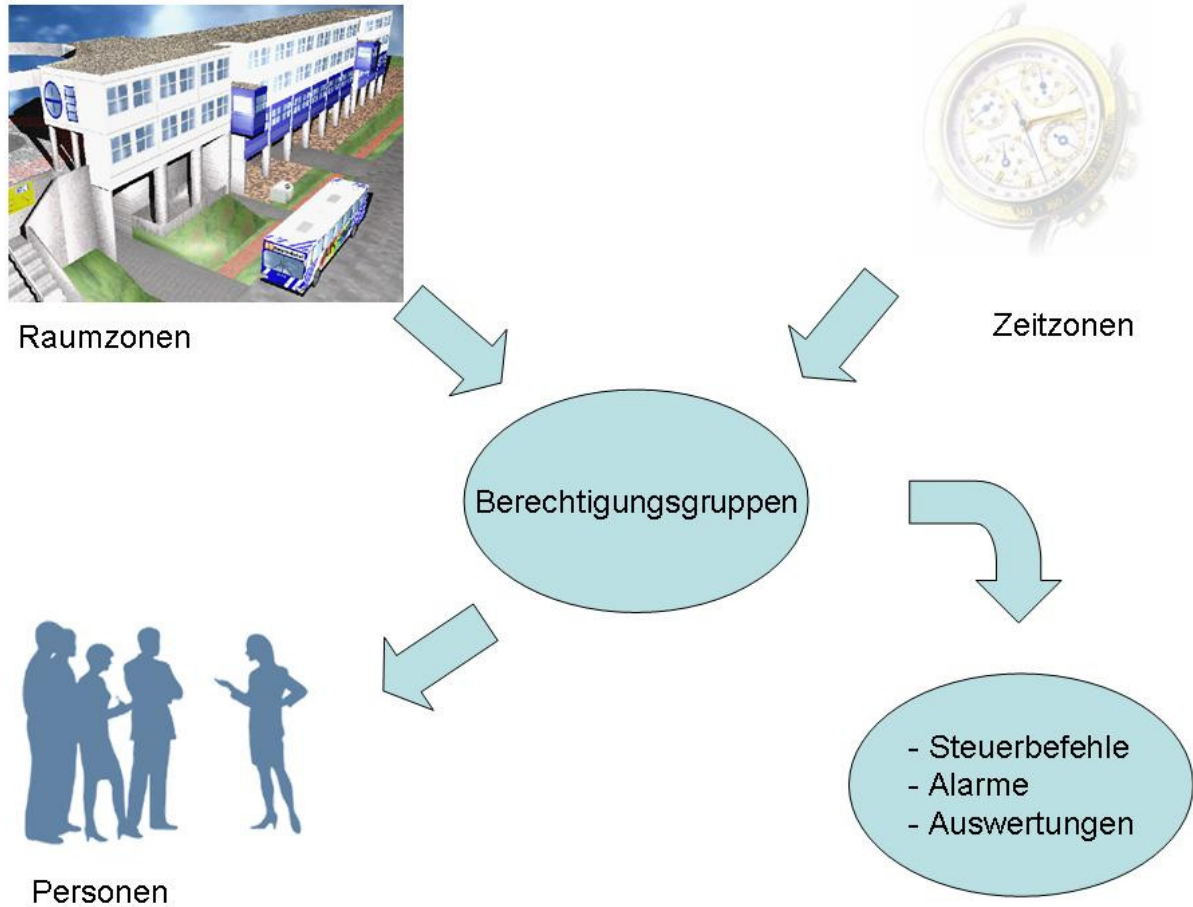 Raumzonen
Zeitzonen
Berechtigungsgruppen
- Steuerbefehle
- Alarme
- Auswertungen
Personen